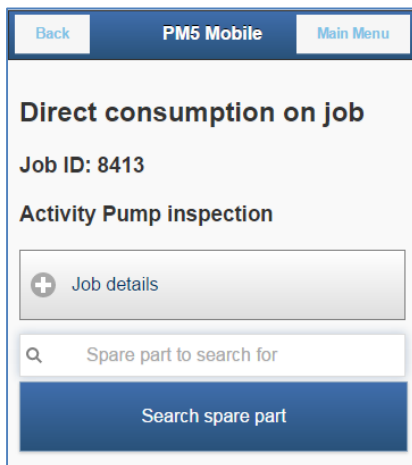 Back PM5 Mobile Main Menu
Direct consumption on job
Job ID: 8413
Activity Pump inspection
Job details
Spare part to search for
Search spare part